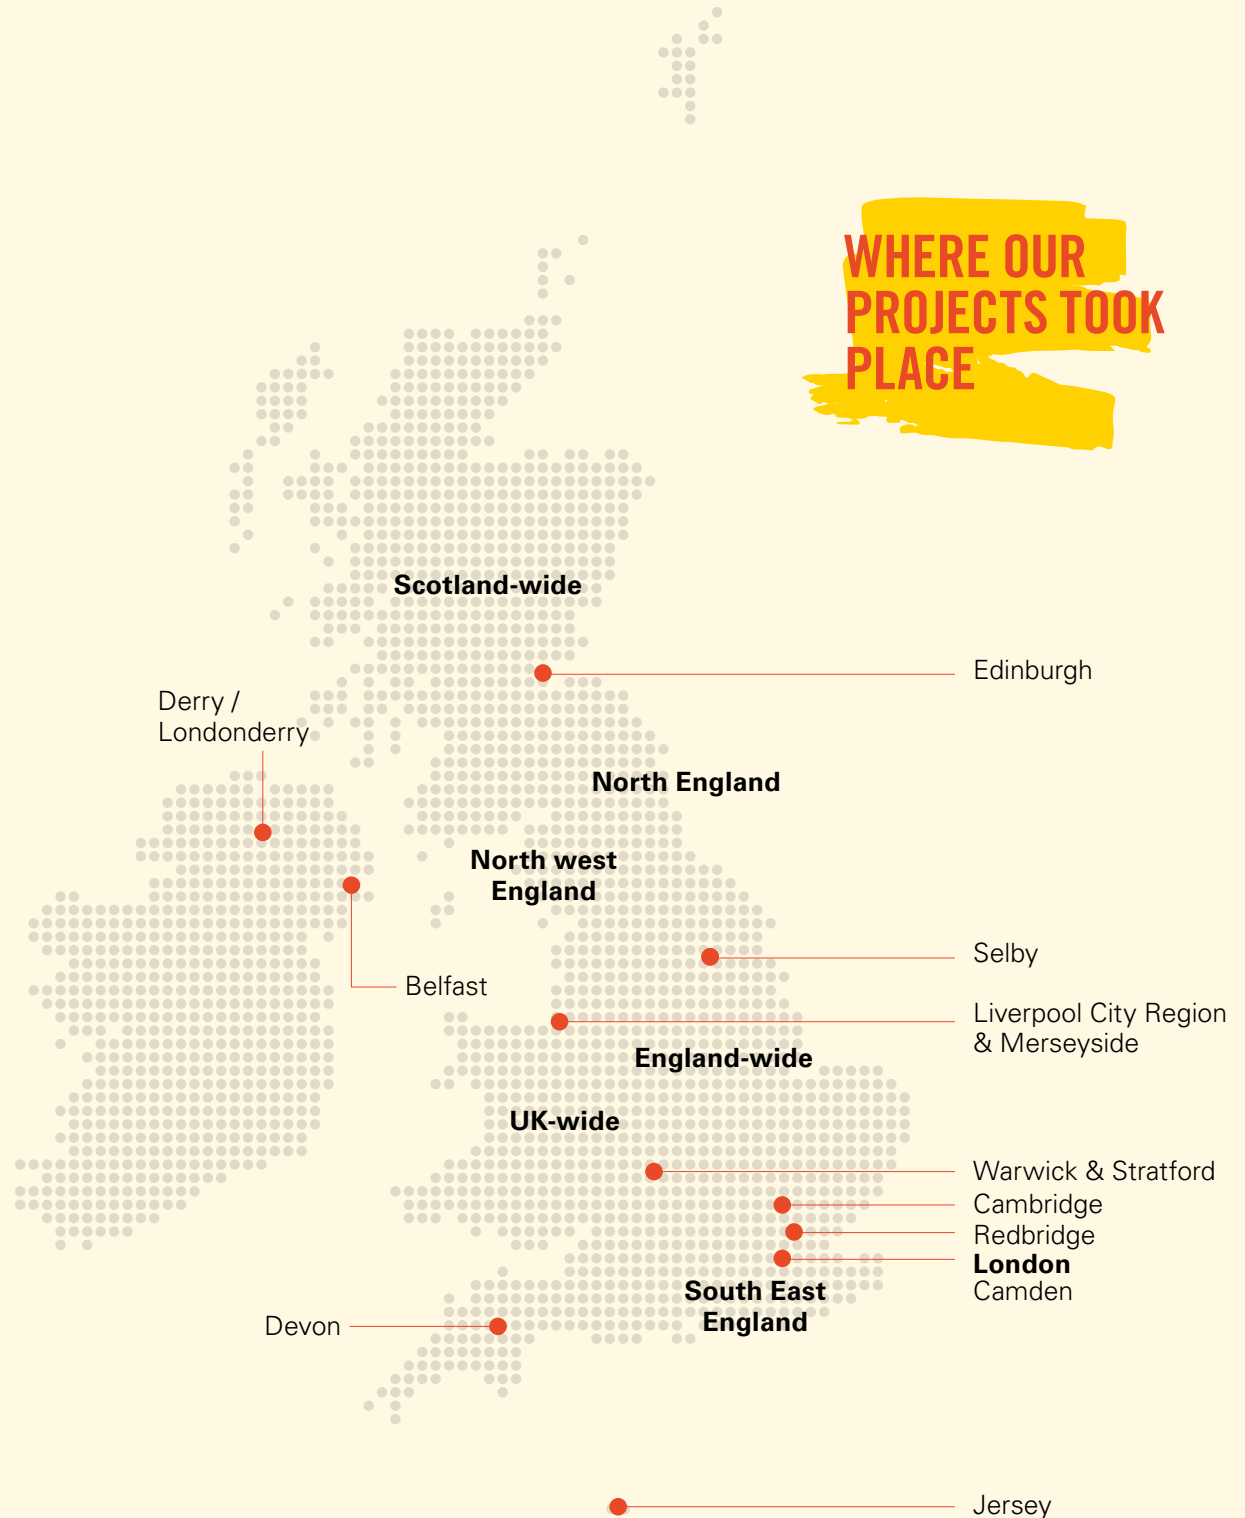 WHERE OUR
PROJECTS TOOK
PLACE
Scotland-wide
Edinburgh
Derry /
Londonderry
North England
North west
England
Selby
Belfast
Liverpool City Region
& Merseyside
England-wide
UK-wide
Warwick & Stratford
Cambridge
Redbridge
London
Camden
South East
England
Devon
Jersey